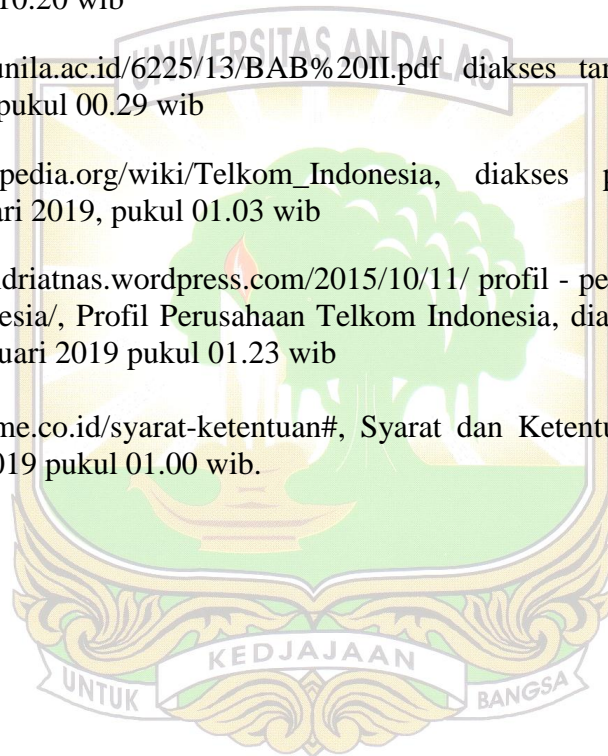 10.20 wib
UNIVERSITAS ANDALAS
unila.ac.id/6225/13/BAB%20II.pdf diakses tan
pukul 00.29 wib
pedia.org/wiki/Telkom_Indonesia, diakses p
ri 2019, pukul 01.03 wib
driatnas.wordpress.com/2015/10/11/ profil - pe
esia/, Profil Perusahaan Telkom Indonesia, dia
uari 2019 pukul 01.23 wib
me.co.id/syarat-ketentuan#, Syarat dan Ketentu
019 pukul 01.00 wib.
UNTUK KEDJAJAAN BANGSA